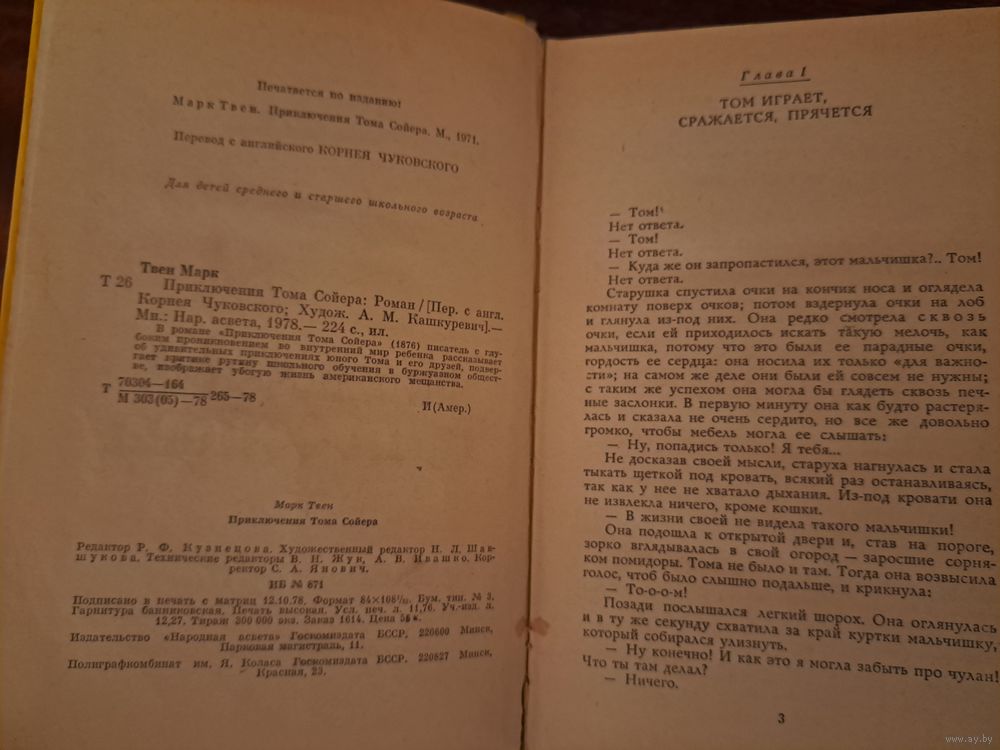 Печатается по изданию:
Марк Твен. Приключения Тома Сойера. М., 1971.
Перевод с английского КОРНЕЯ ЧУКОВСКОГО
Для детей среднего и старшего школьного возраста
Твен Марк
Т 26 Приключения Тома Сойера: Роман/[Пер. с англ.
Корнея Чуковского; Худож. А. М. Кашкуревич].—
Мн.: Нар. асвета, 1978.— 224 с., ил.
В романе «Приключения Тома Сойера» (1876) писатель с глу-
боким проникновением во внутренний мир ребенка рассказывает
об удивительных приключениях юного Тома и его друзей, подвер-
гает критике рутину школьного обучения в буржуазном общест-
ве, изображает убогую жизнь американского мещанства.
Т 70304—164
М 303(05)—78 265—78
И(Амер.)
Марк Твен
Приключения Тома Сойера
Редактор Р. Ф. Кузнецова. Художественный редактор Н. Л. Шав-
шукова. Технические редакторы В. Н. Жук, А. В. Ивашко. Кор-
ректор С. А. Янович.
ИБ № 871
Подписано в печать с матриц 12.10.78. Формат 84×108¹/₃₂. Бум. тип. № 3.
Гарнитура банниковская. Печать высокая. Усл. печ. л. 11,76. Уч.-изд. л.
12,27. Тираж 300 000 экз. Заказ 1614. Цена к.
Издательство «Народная асвета» Госкомиздата БССР. 220600 Минск,
Парковая магистраль, 11.
Полиграфкомбинат им. Я. Коласа Госкомиздата БССР. 220827 Минск,
Красная, 23.
Глава I
ТОМ ИГРАЕТ,
СРАЖАЕТСЯ, ПРЯЧЕТСЯ
— Том!
Нет ответа.
— Том!
Нет ответа.
— Куда же он запропастился, этот мальчишка?.. Том!
Нет ответа.
Старушка спустила очки на кончик носа и оглядела
комнату поверх очков; потом вздернула очки на лоб
и глянула из-под них. Она редко смотрела сквозь
очки, если ей приходилось искать такую мелочь, как
мальчишка, потому что это были ее парадные очки,
гордость ее сердца: она носила их только «для важно-
сти»; на самом же деле они были ей совсем не нужны;
с таким же успехом она могла бы глядеть сквозь печ-
ные заслонки. В первую минуту она как будто растеря-
лась и сказала не очень сердито, но все же довольно
громко, чтобы мебель могла ее слышать:
— Ну, попадись только! Я тебя...
Не досказав своей мысли, старуха нагнулась и стала
тыкать щеткой под кровать, всякий раз останавливаясь,
так как у нее не хватало дыхания. Из-под кровати она
не извлекла ничего, кроме кошки.
— В жизни своей не видела такого мальчишки!
Она подошла к открытой двери и, став на пороге,
зорко вглядывалась в свой огород — заросшие сорня-
ком помидоры. Тома не было и там. Тогда она возвысила
голос, чтоб было слышно подальше, и крикнула:
— То-о-о-м!
Позади послышался легкий шорох. Она оглянулась
и в ту же секунду схватила за край куртки мальчишку,
который собирался улизнуть.
— Ну конечно! И как это я могла забыть про чулан!
Что ты там делал?
— Ничего.
3
www.ay.by